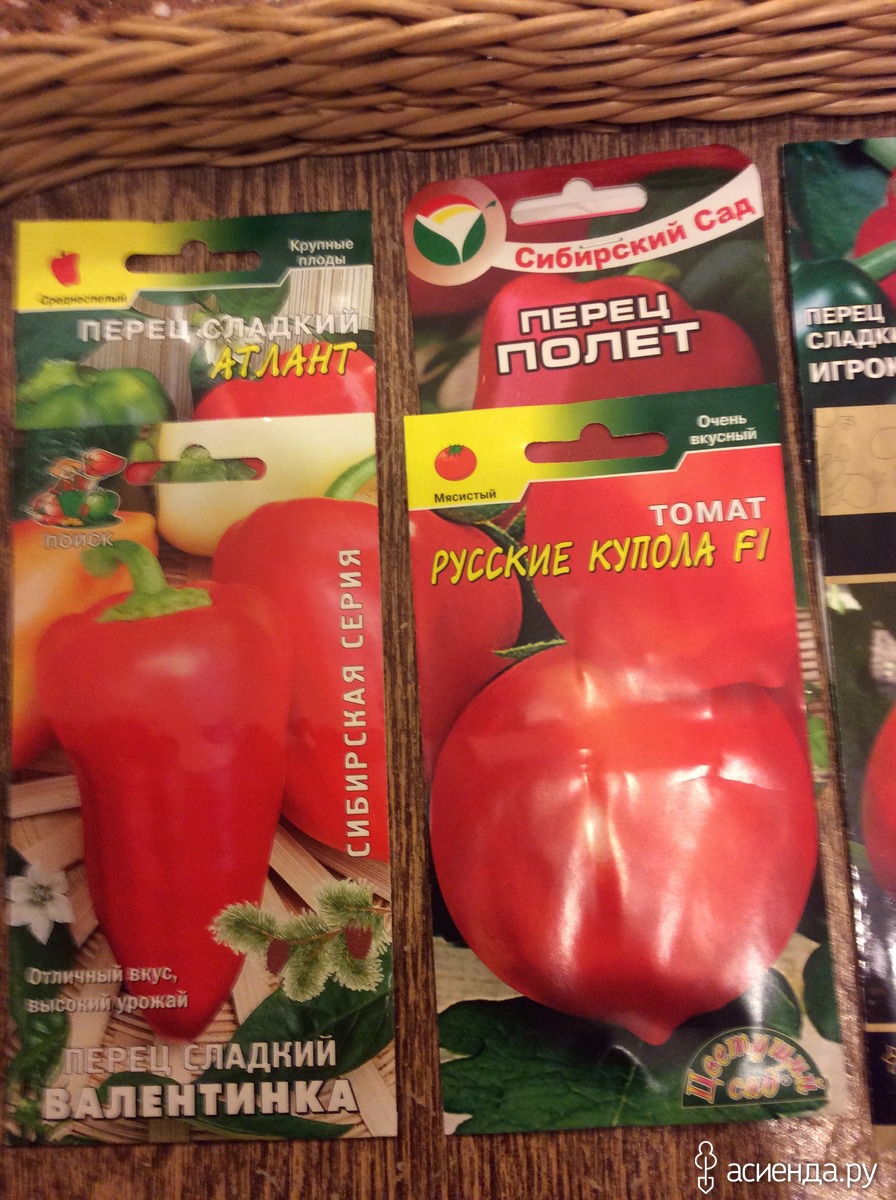 Крупные
плоды
Среднеспелый
ПЕРЕЦ СЛАДКИЙ
АТЛАНТ
ПОИСК
СИБИРСКАЯ СЕРИЯ
Отличный вкус,
высокий урожай
ПЕРЕЦ СЛАДКИЙ
ВАЛЕНТИНКА
Сибирский Сад
ПЕРЕЦ
ПОЛЕТ
Очень
вкусный
Мясистый
ТОМАТ
РУССКИЕ КУПОЛА F1
Цветущий
сад®
ПЕРЕЦ
СЛАДК
ИГРОК
асиенда.ру